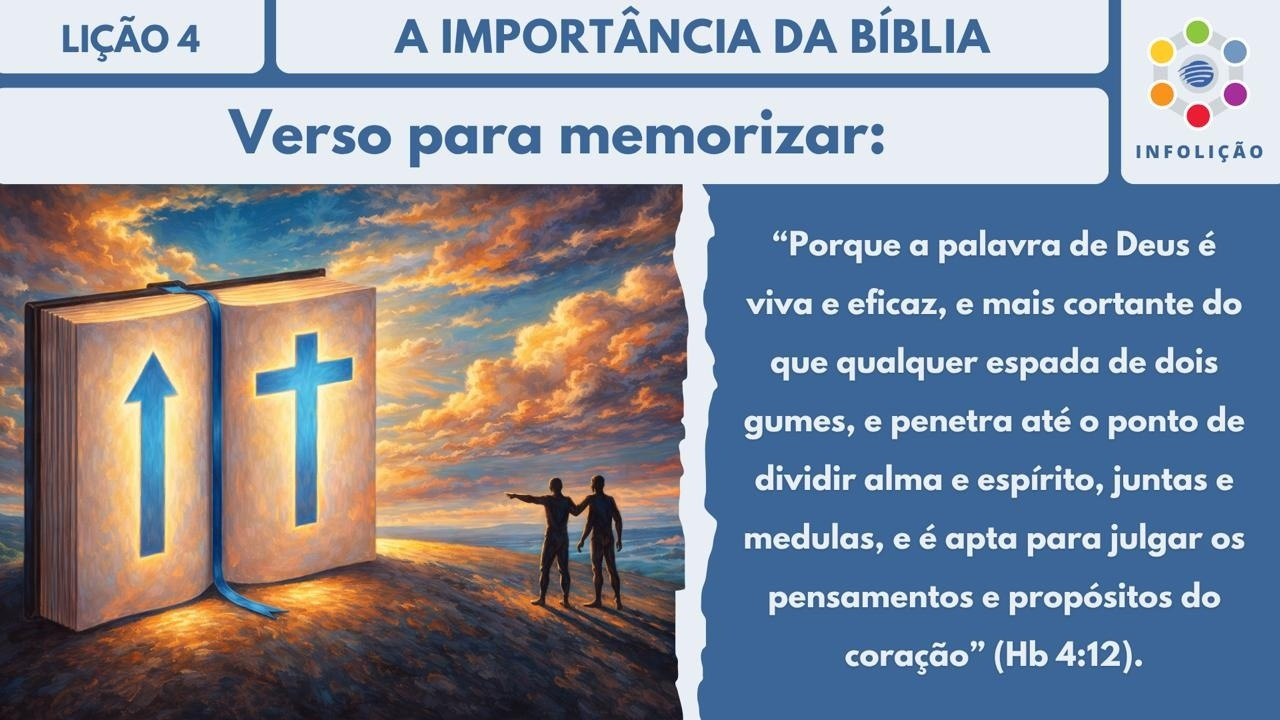 LIÇÃO 4
A IMPORTÂNCIA DA BÍBLIA
INFOLIÇÃO
Verso para memorizar:
“Porque a palavra de Deus é
viva e eficaz, e mais cortante do
que qualquer espada de dois
gumes, e penetra até o ponto de
dividir alma e espírito, juntas e
medulas, e é apta para julgar os
pensamentos e propósitos do
coração” (Hb 4:12).